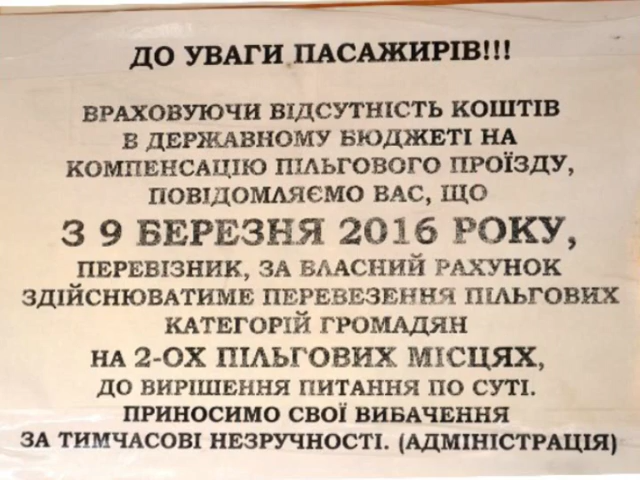 ДО УВАГИ ПАСАЖИРІВ!!!
ВРАХОВУЮЧИ ВІДСУТНІСТЬ КОШТІВ
В ДЕРЖАВНОМУ БЮДЖЕТІ НА
КОМПЕНСАЦІЮ ПІЛЬГОВОГО ПРОЇЗДУ,
ПОВІДОМЛЯЄМО ВАС, ЩО
З 9 БЕРЕЗНЯ 2016 РОКУ,
ПЕРЕВІЗНИК, ЗА ВЛАСНИЙ РАХУНОК
ЗДІЙСНЮВАТИМЕ ПЕРЕВЕЗЕННЯ ПІЛЬГОВИХ
КАТЕГОРІЙ ГРОМАДЯН
НА 2-ОХ ПІЛЬГОВИХ МІСЦЯХ,
ДО ВИРІШЕННЯ ПИТАННЯ ПО СУТІ.
ПРИНОСИМО СВОЇ ВИБАЧЕННЯ
ЗА ТИМЧАСОВІ НЕЗРУЧНОСТІ. (АДМІНІСТРАЦІЯ)